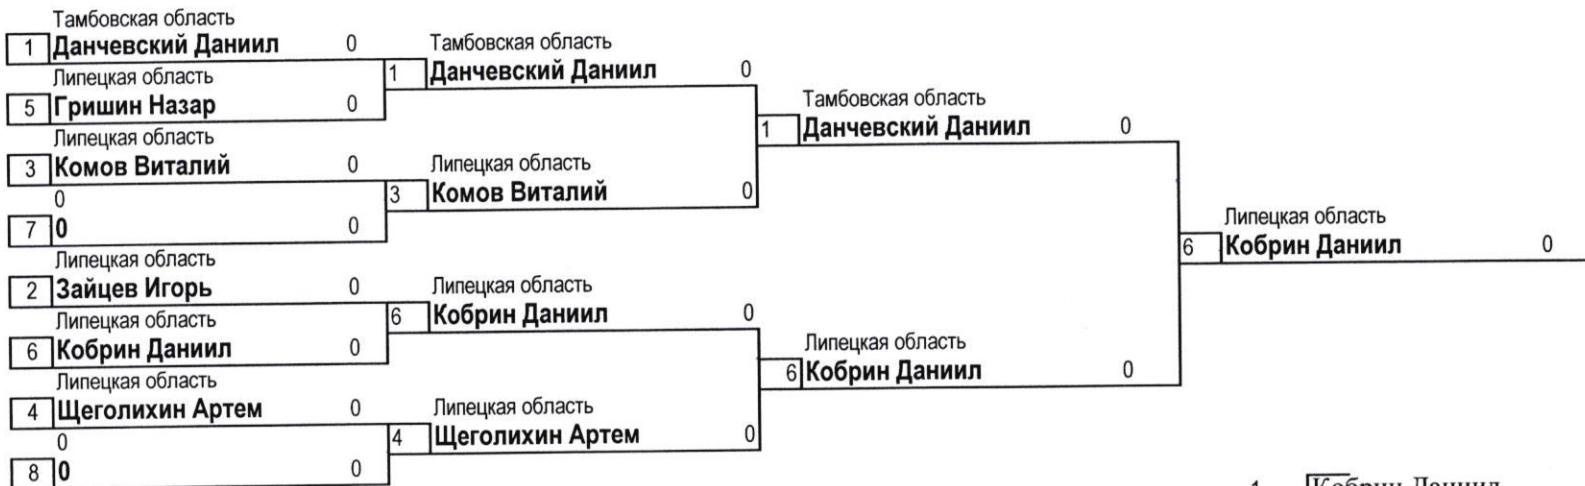 Тамбовская область
1 Данчевский Даниил 0
Липецкая область
5 Гришин Назар 0
Липецкая область
3 Комов Виталий 0
0
7 0 0
Липецкая область
2 Зайцев Игорь 0
Липецкая область
6 Кобрин Даниил 0
Липецкая область
4 Щеголихин Артем 0
0
8 0 0
Тамбовская область
1 Данчевский Даниил 0
Липецкая область
3 Комов Виталий 0
Липецкая область
6 Кобрин Даниил 0
Липецкая область
4 Щеголихин Артем 0
Тамбовская область
1 Данчевский Даниил 0
Липецкая область
6 Кобрин Даниил 0
Липецкая область
6 Кобрин Даниил 0
1 Кобрин Даниил